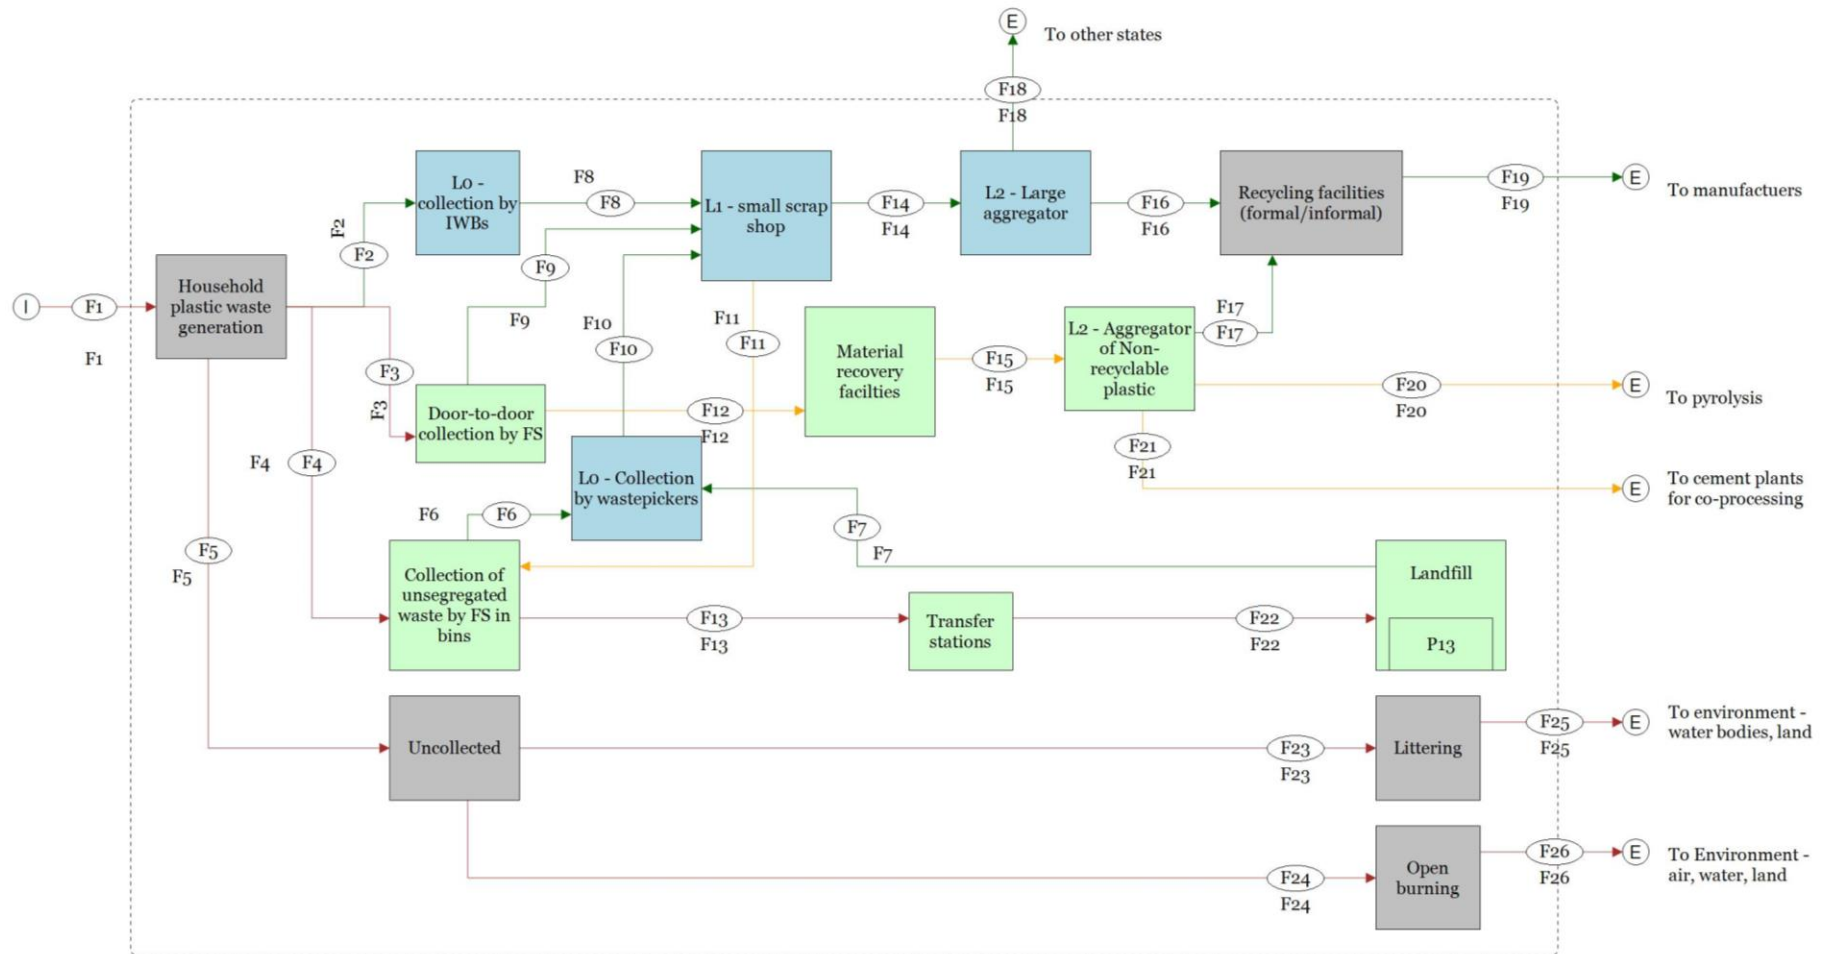 E
To other states
F18
F18
L0 -
collection by
IWBs
F8
F8
L1 - small scrap
shop
F14
F14
L2 - Large
aggregator
F16
F16
Recycling facilities
(formal/informal)
F19
F19
E
To manufactuers
F2
F2
F9
F9
Household
plastic waste
generation
I
F1
F1
F10
F10
F11
F11
Material
recovery
facilties
F15
F15
L2 - Aggregator
of Non-
recyclable
plastic
F17
F17
F20
F20
E
To pyrolysis
F3
F3
Door-to-door
collection by FS
F12
F12
F21
F21
E
To cement plants
for co-processing
F4
F4
L0 - Collection
by wastepickers
F6
F6
F7
F7
F5
F5
Collection of
unsegregated
waste by FS in
bins
F13
F13
Transfer
stations
F22
F22
Landfill
P13
Uncollected
F23
F23
Littering
F25
F25
E
To environment -
water bodies, land
F24
F24
Open
burning
F26
F26
E
To Environment -
air, water, land